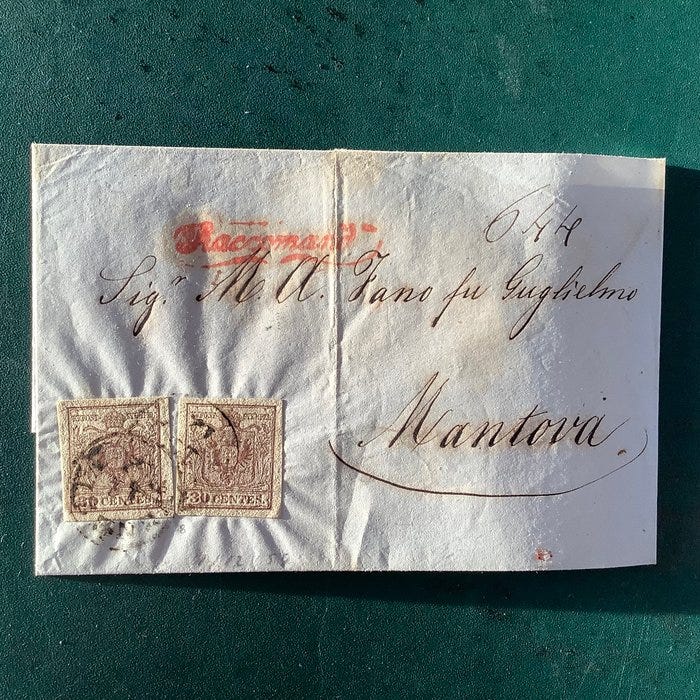 Raccomand.ª
644
Sig.r M. A. Fano fu Guglielmo
Mantova
30 CENTES.
30 CENTES.